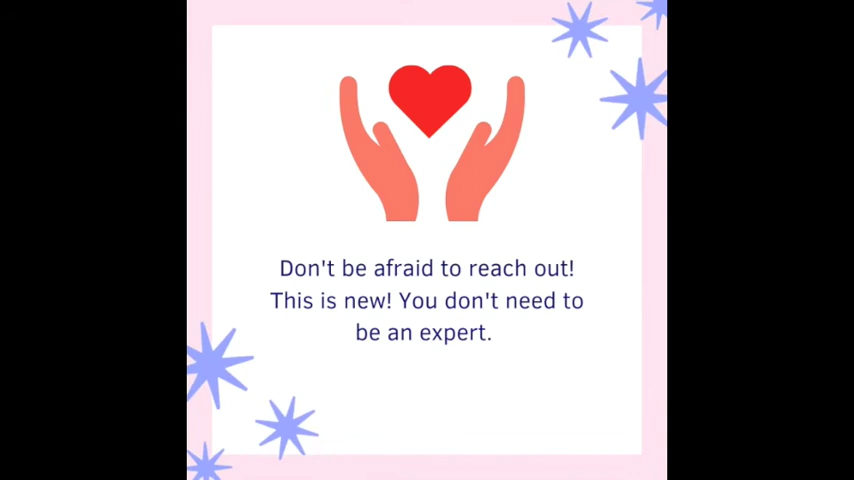 Don't be afraid to reach out!
This is new! You don't need to
be an expert.